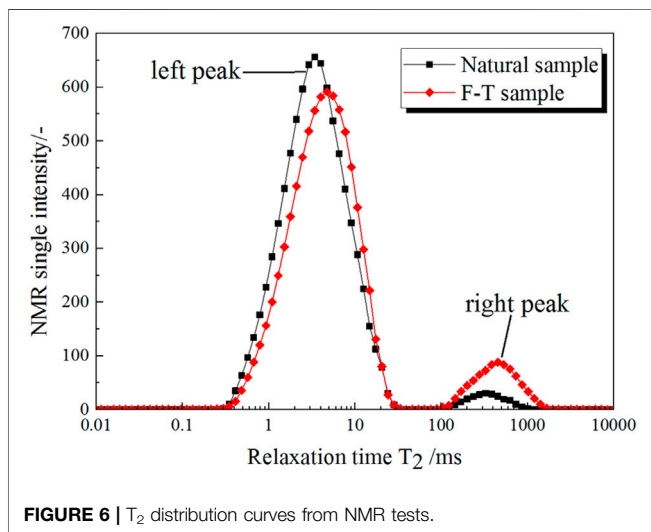 700
600
500
400
300
200
100
0
NMR single intensity/-
left peak
Natural sample
F-T sample
right peak
0.01 0.1 1 10 100 1000 10000
Relaxation time T₂ /ms
FIGURE 6 | T₂ distribution curves from NMR tests.